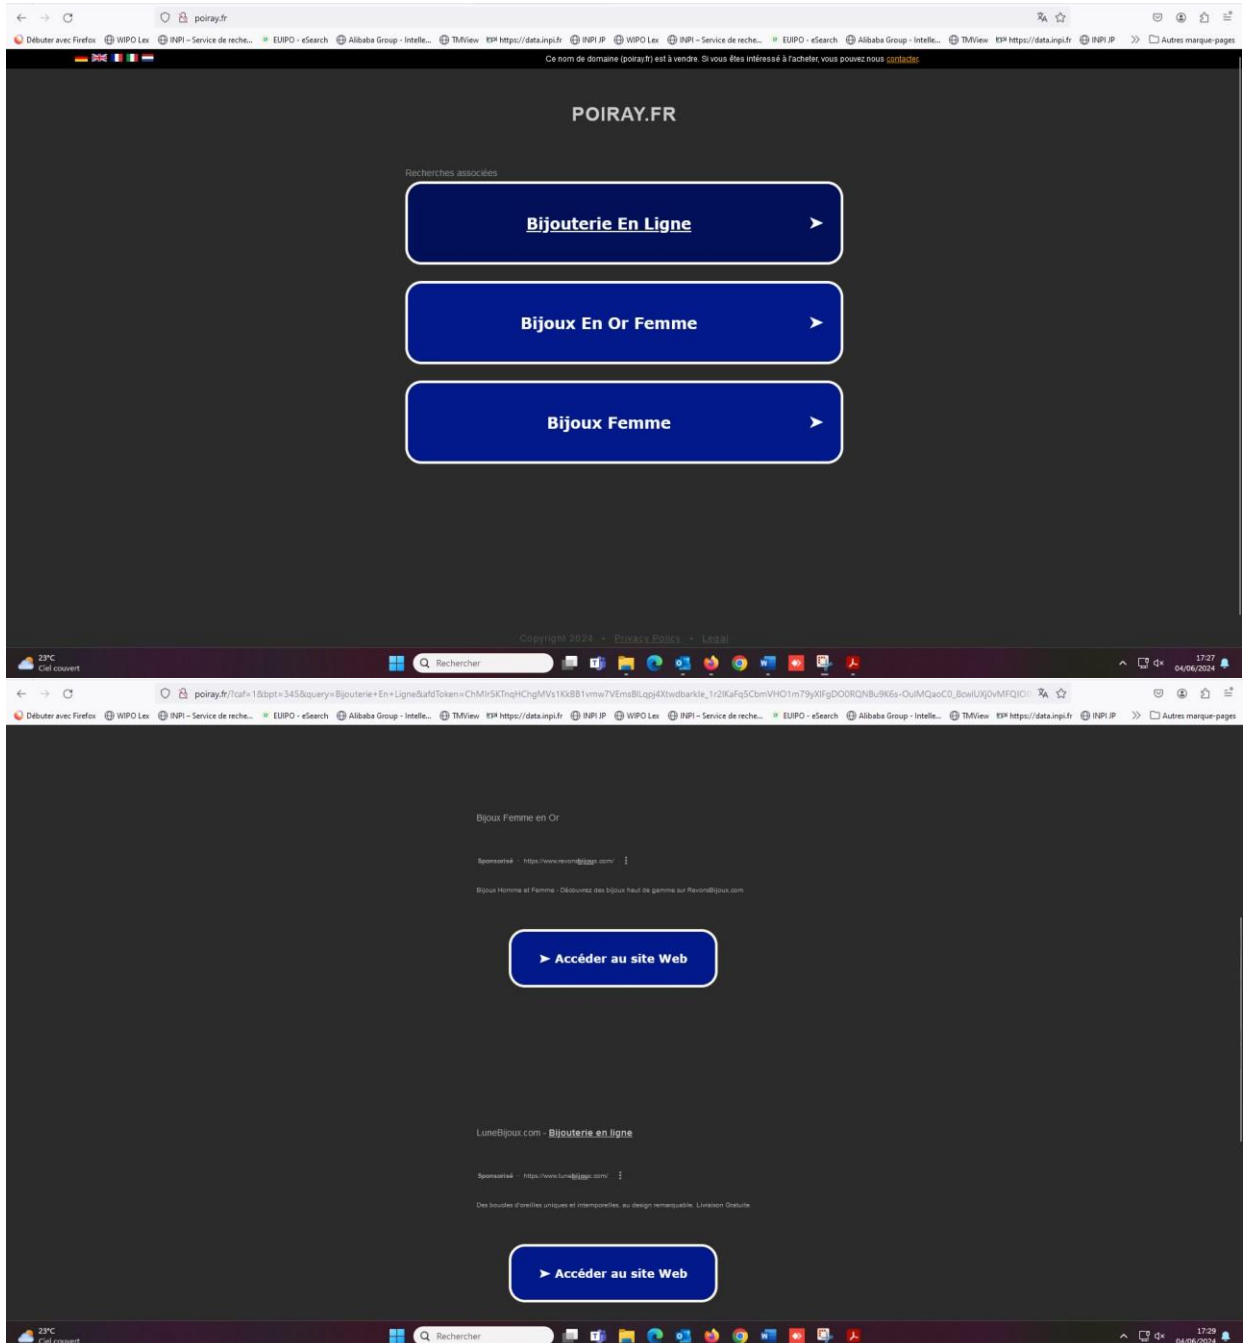 poiray.fr
Débuter avec Firefox WIPO Lex INPI – Service de reche... EUIPO - eSearch Alibaba Group - Intelle... TMView https://data.inpi.fr INPI JP WIPO Lex INPI – Service de reche... EUIPO - eSearch Alibaba Group - Intelle... TMView https://data.inpi.fr INPI JP Autres marque-pages
Ce nom de domaine (poiray.fr) est à vendre. Si vous êtes intéressé à l'acheter, vous pouvez nous contacter.
POIRAY.FR
Recherches associées
Bijouterie En Ligne
Bijoux En Or Femme
Bijoux Femme
Copyright 2024 • Privacy Policy • Legal
23°C
Ciel couvert
Rechercher
17:27
04/06/2024
Débuter avec Firefox WIPO Lex INPI – Service de reche... EUIPO - eSearch Alibaba Group - Intelle... TMView https://data.inpi.fr INPI JP WIPO Lex INPI – Service de reche... EUIPO - eSearch Alibaba Group - Intelle... TMView https://data.inpi.fr INPI JP Autres marque-pages
Bijoux Femme en Or
Sponsorisé · https://www.revonsbijoux.com/
Bijoux Homme et Femme - Découvrez des bijoux haut de gamme sur RevonsBijoux.com
Accéder au site Web
LuneBijoux.com - Bijouterie en ligne
Sponsorisé · https://www.lunebijoux.com/
Des boucles d'oreilles uniques et intemporelles, au design remarquable. Livraison Gratuite
Accéder au site Web
23°C
Ciel couvert
Rechercher
17:29
04/06/2024